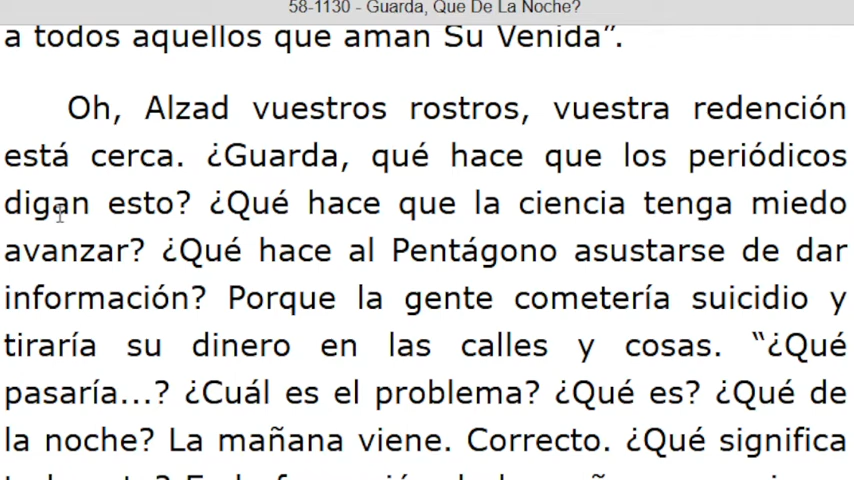 58-1130 - Guarda, Que De La Noche?
a todos aquellos que aman Su Venida”.
Oh, Alzad vuestros rostros, vuestra redención
está cerca. ¿Guarda, qué hace que los periódicos
digan esto? ¿Qué hace que la ciencia tenga miedo
avanzar? ¿Qué hace al Pentágono asustarse de dar
información? Porque la gente cometería suicidio y
tiraría su dinero en las calles y cosas. “¿Qué
pasaría...? ¿Cuál es el problema? ¿Qué es? ¿Qué de
la noche? La mañana viene. Correcto. ¿Qué significa